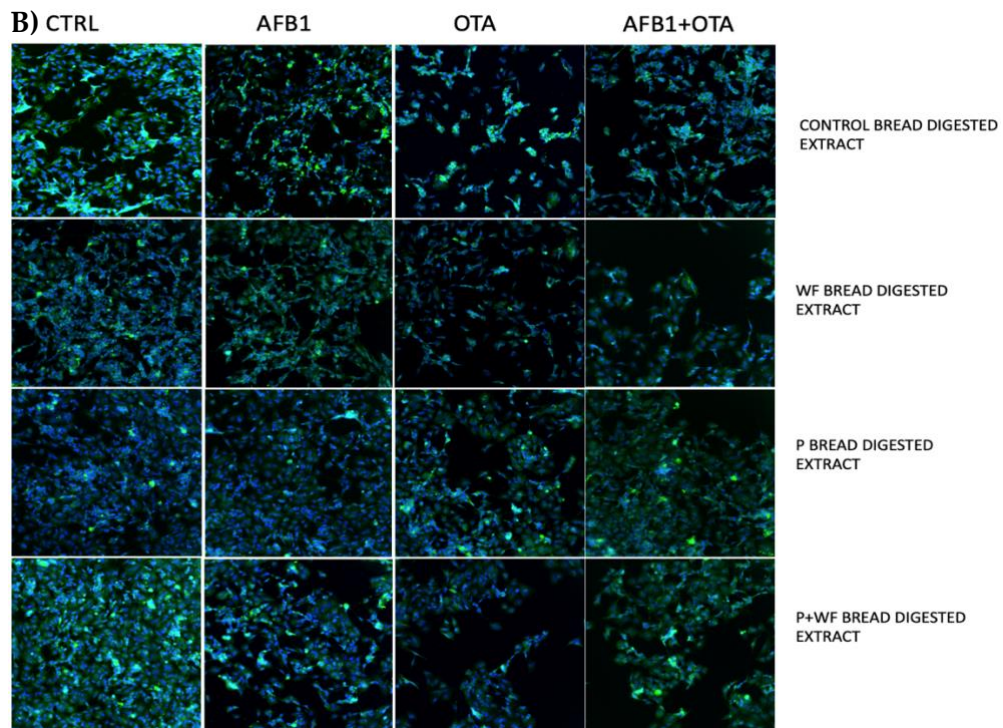 B) CTRL AFB1 OTA AFB1+OTA
CONTROL BREAD DIGESTED
EXTRACT
WF BREAD DIGESTED
EXTRACT
P BREAD DIGESTED
EXTRACT
P+WF BREAD DIGESTED
EXTRACT